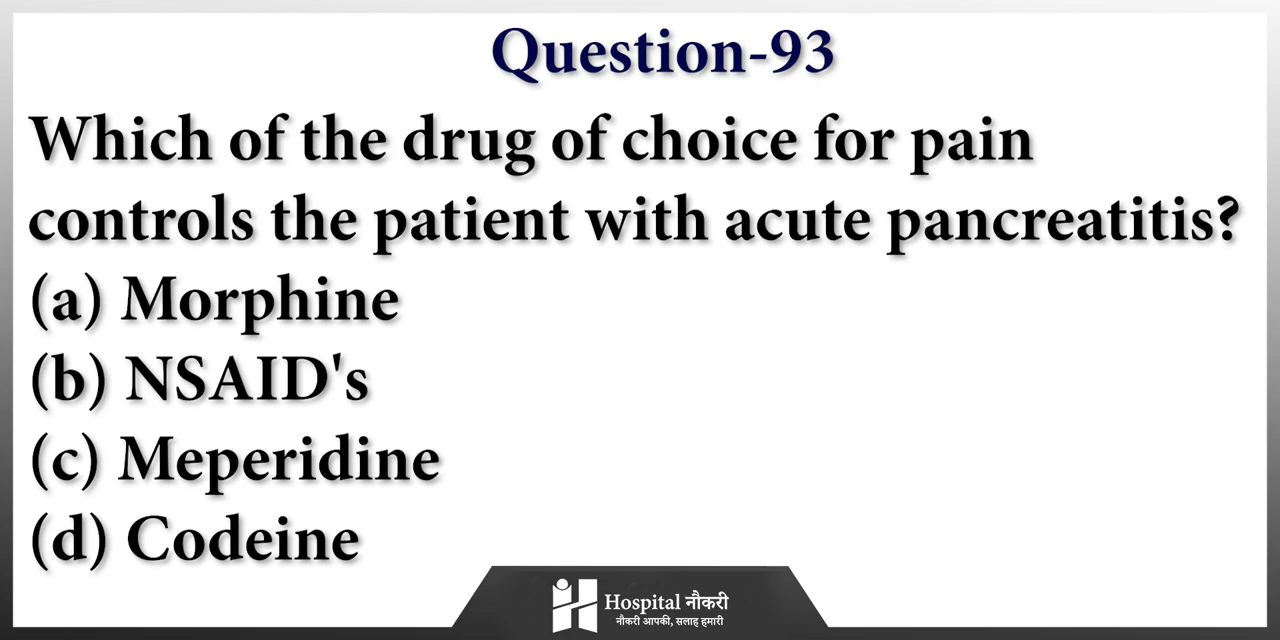 Question-93
Which of the drug of choice for pain
controls the patient with acute pancreatitis?
(a) Morphine
(b) NSAID's
(c) Meperidine
(d) Codeine
Hospital नौकरी
नौकरी आपकी, सलाह हमारी